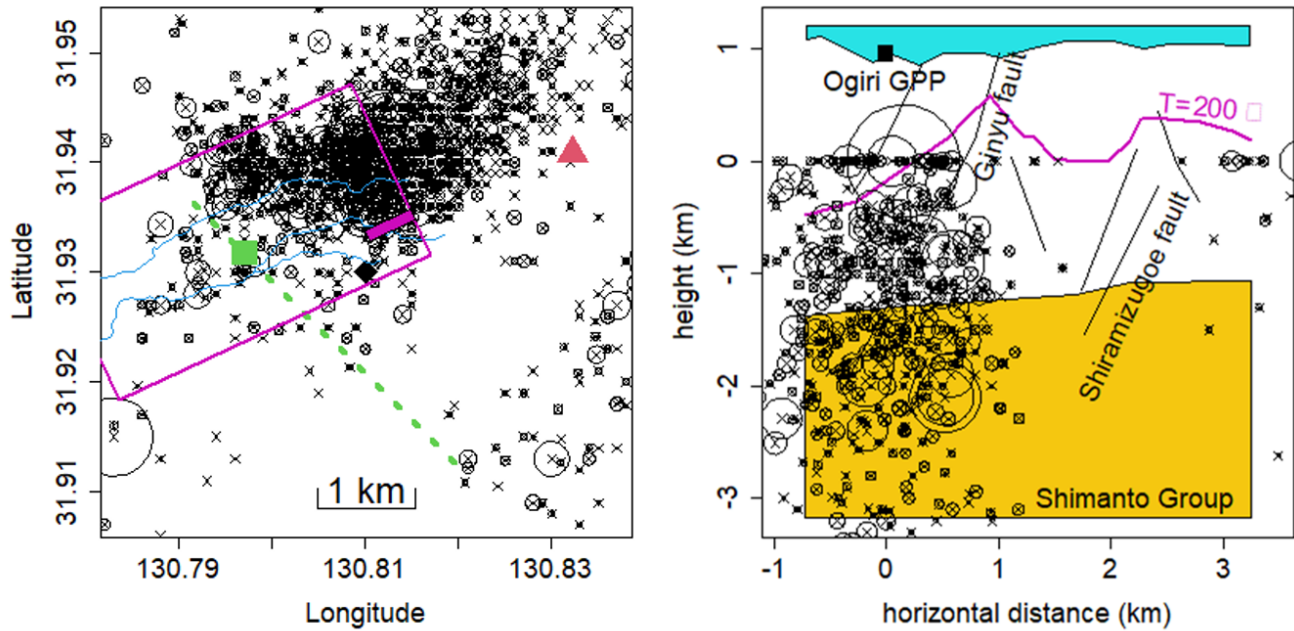 31.95
31.94
31.93
31.92
31.91
Latitude
1 km
130.79
130.81
130.83
Longitude
1
0
-1
-2
-3
height (km)
Ogiri GPP
Ginyu fault
T=200 □
Shiramizugoe fault
Shimanto Group
-1
0
1
2
3
horizontal distance (km)